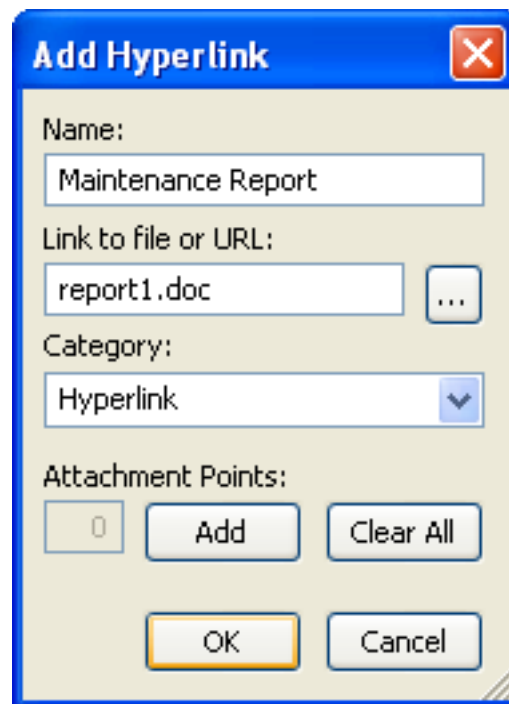 Add Hyperlink
Name:
Maintenance Report
Link to file or URL:
report1.doc
...
Category:
Hyperlink
Attachment Points:
0 Add Clear All
OK Cancel